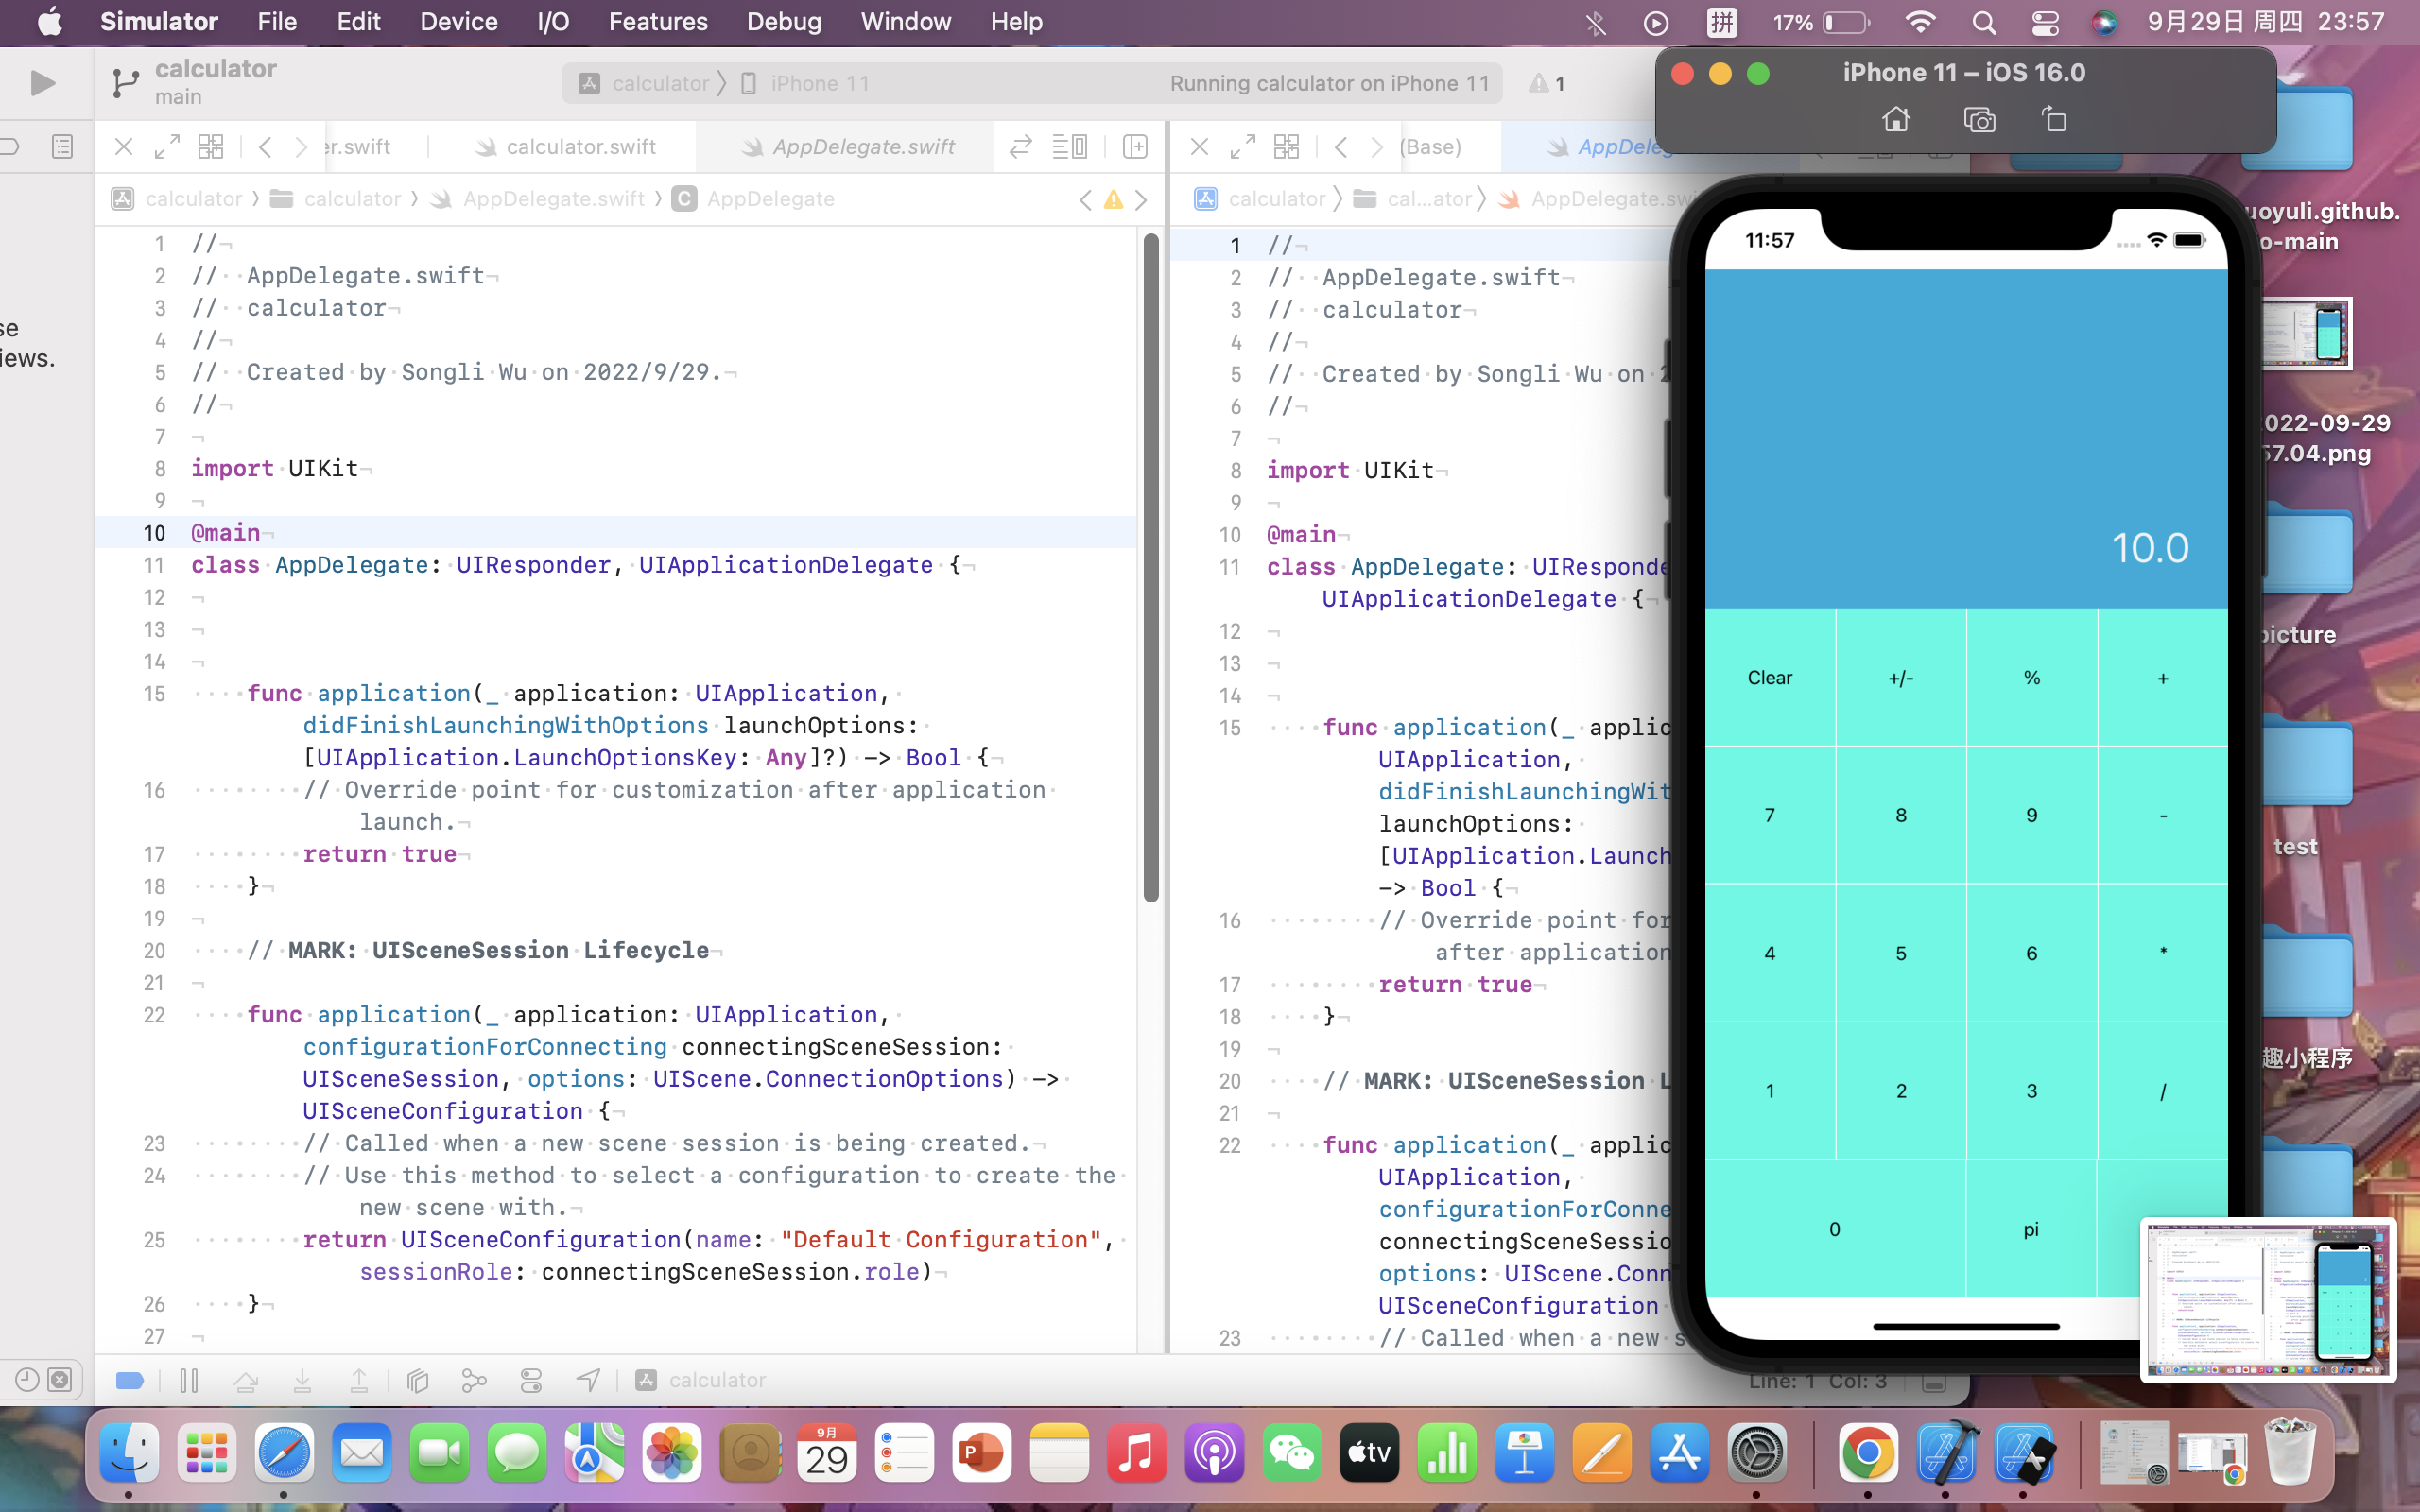 Simulator File Edit Device I/O Features Debug Window Help 拼 17% 9月29日 周四 23:57
calculator
main
calculator iPhone 11 Running calculator on iPhone 11 1
iPhone 11 – iOS 16.0
er.swift calculator.swift AppDelegate.swift
calculator calculator AppDelegate.swift C AppDelegate
se
iews.
1 //
2 // AppDelegate.swift
3 // calculator
4 //
5 // Created by Songli Wu on 2022/9/29.
6 //
7
8 import UIKit
9
10 @main
11 class AppDelegate: UIResponder, UIApplicationDelegate {
12
13
14
15 func application(_ application: UIApplication,
didFinishLaunchingWithOptions launchOptions:
[UIApplication.LaunchOptionsKey: Any]?) -> Bool {
16 // Override point for customization after application
launch.
17 return true
18 }
19
20 // MARK: UISceneSession Lifecycle
21
22 func application(_ application: UIApplication,
configurationForConnecting connectingSceneSession:
UISceneSession, options: UIScene.ConnectionOptions) ->
UISceneConfiguration {
23 // Called when a new scene session is being created.
24 // Use this method to select a configuration to create the
new scene with.
25 return UISceneConfiguration(name: "Default Configuration",
sessionRole: connectingSceneSession.role)
26 }
27
calculator
(Base) AppDeleg
calculator cal...ator AppDelegate.sw
1 //
2 // AppDelegate.swift
3 // calculator
4 //
5 // Created by Songli Wu on 2
6 //
7
8 import UIKit
9
10 @main
11 class AppDelegate: UIResponde
UIApplicationDelegate {
12
13
14
15 func application(_ applic
UIApplication,
didFinishLaunchingWit
launchOptions:
[UIApplication.Launch
-> Bool {
16 // Override point for
after application
17 return true
18 }
19
20 // MARK: UISceneSession L
21
22 func application(_ applic
UIApplication,
configurationForConne
connectingSceneSessio
options: UIScene.Conn
UISceneConfiguration
23 // Called when a new s
Line: 1 Col: 3
11:57
10.0
Clear +/- % +
7 8 9 -
4 5 6 *
1 2 3 /
0 pi
uoyuli.github.
o-main
022-09-29
57.04.png
picture
test
趣小程序
9月
29
P
tv